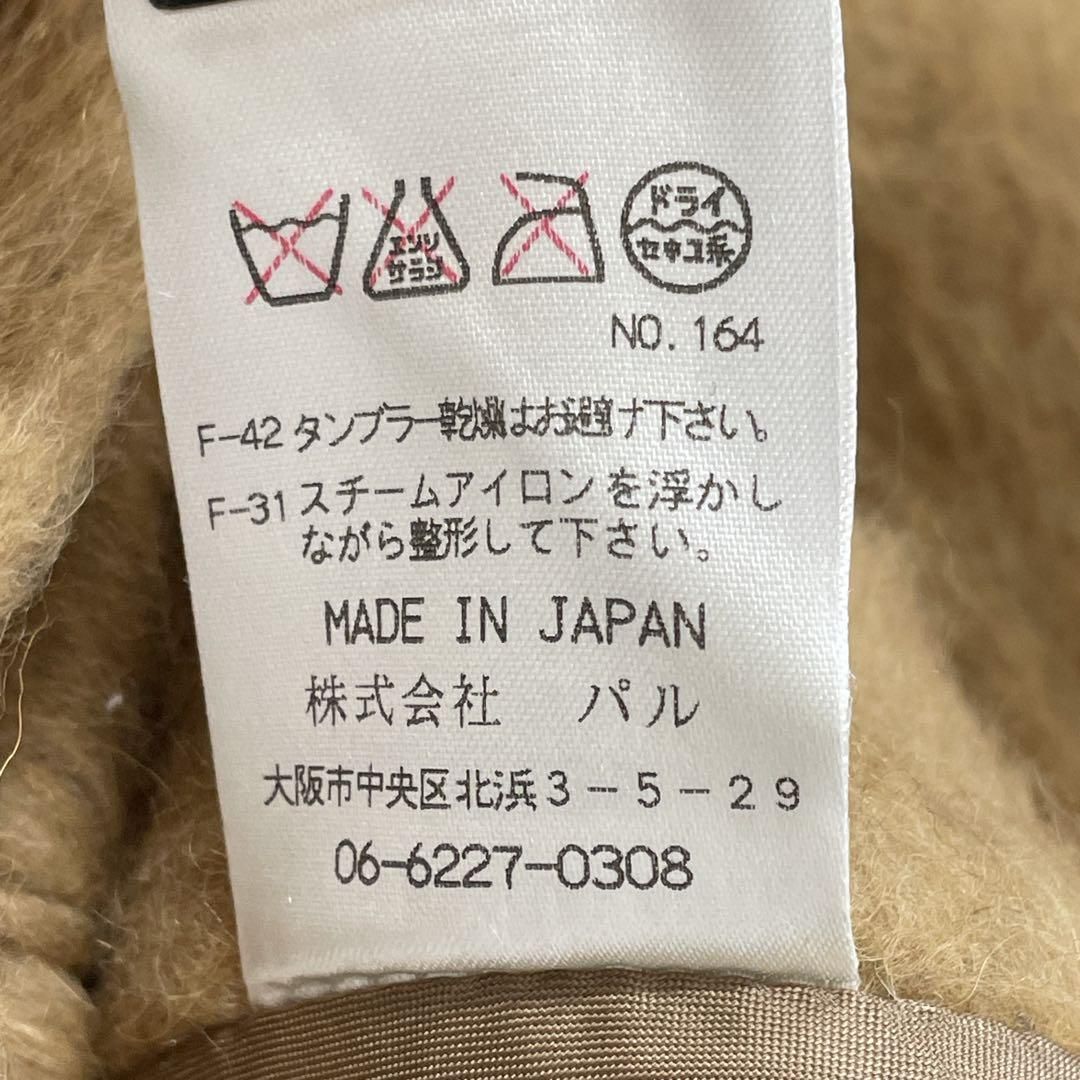 エンソ
サラシ
ドライ
セキユ系
NO. 164
F-42 タンブラー乾燥はお避け下さい。
F-31 スチームアイロンを浮かし
ながら整形して下さい。
MADE IN JAPAN
株式会社 パル
大阪市中央区北浜3-5-29
06-6227-0308